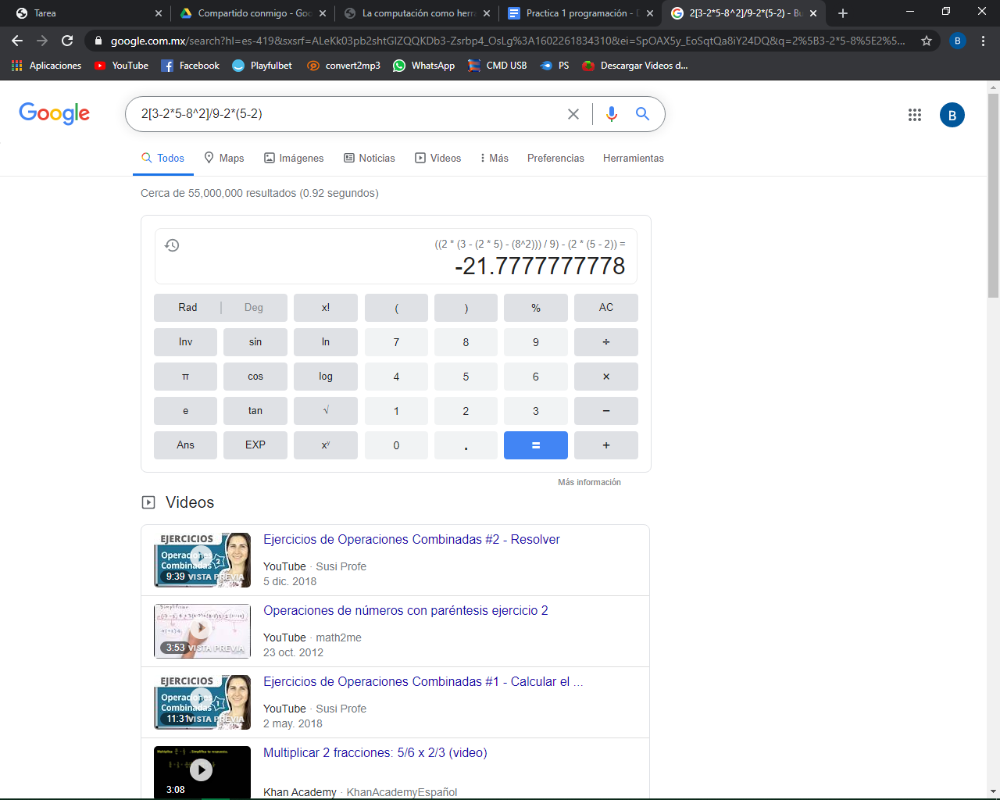 Tarea
Compartido conmigo - Goo
La computación como herra
Practica 1 programación - D
2[3-2*5-8^2]/9-2*(5-2) - Bu
google.com.mx/search?hl=es-419&sxsrf=ALeKk03pb2shtGIZQQKDb3-Zsrbp4_OsLg%3A1602261834310&ei=SpOAX5y_EoSqtQa8iY24DQ&q=2%5B3-2*5-8%5E2%5...
B
Aplicaciones
YouTube
Facebook
Playfulbet
convert2mp3
WhatsApp
CMD USB
PS
Descargar Videos d...
Google
2[3-2*5-8^2]/9-2*(5-2)
B
Todos
Maps
Imágenes
Noticias
Videos
Más
Preferencias
Herramientas
Cerca de 55,000,000 resultados (0.92 segundos)
((2 * (3 - (2 * 5) - (8^2))) / 9) - (2 * (5 - 2)) =
-21.7777777778
Rad | Deg x! ( ) % AC
Inv sin ln 7 8 9 ÷
π cos log 4 5 6 ×
e tan √ 1 2 3 −
Ans EXP xʸ 0 . = +
Más información
Videos
EJERCICIOS
Operaciones
Combinadas 2
9:39 VISTA PREVIA
Ejercicios de Operaciones Combinadas #2 - Resolver
YouTube · Susi Profe
5 dic. 2018
Simplificar
3:53 VISTA PREVIA
Operaciones de números con paréntesis ejercicio 2
YouTube · math2me
23 oct. 2012
EJERCICIOS
Operaciones
Combinadas 1
11:31 VISTA PREVIA
Ejercicios de Operaciones Combinadas #1 - Calcular el ...
YouTube · Susi Profe
2 may. 2018
3:08
Multiplicar 2 fracciones: 5/6 x 2/3 (video)
Khan Academy · KhanAcademyEspañol